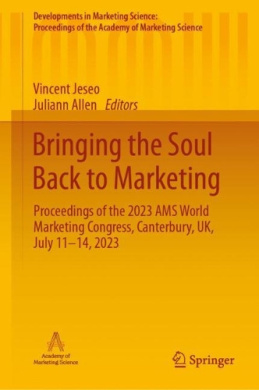 Developments in Marketing Science:
Proceedings of the Academy of Marketing Science
Vincent Jeseo
Juliann Allen Editors
Bringing the Soul
Back to Marketing
Proceedings of the 2023 AMS World
Marketing Congress, Canterbury, UK,
July 11–14, 2023
A
Academy of
Marketing Science
Springer